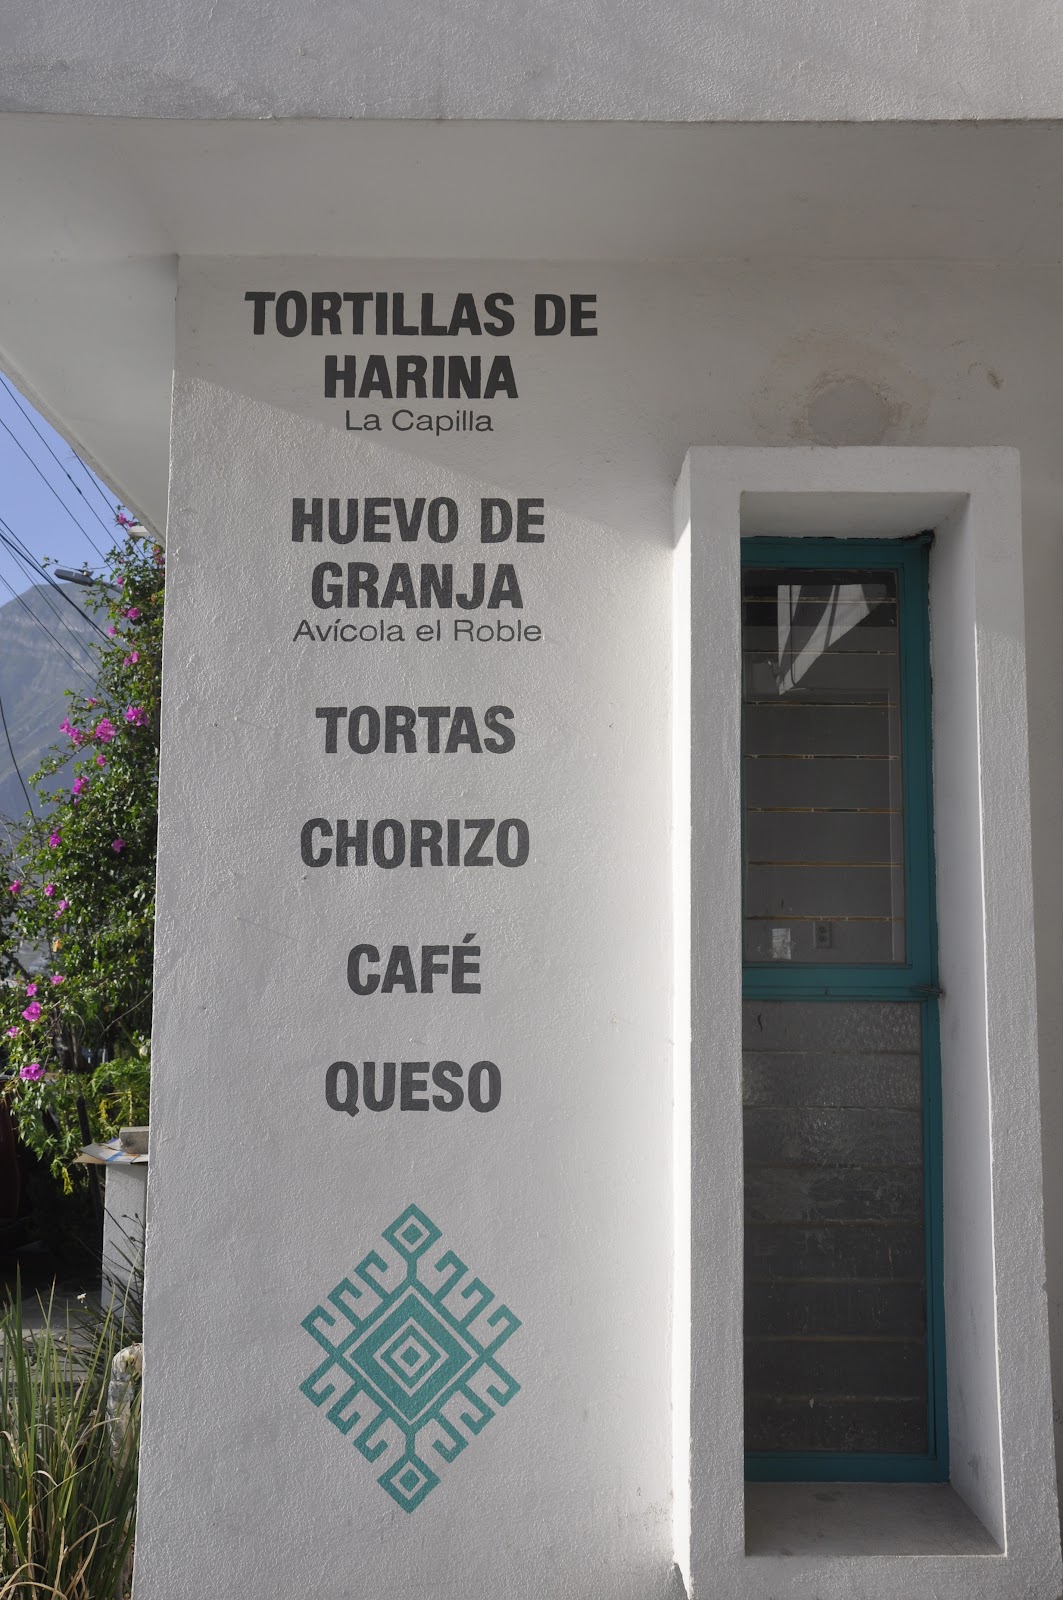 TORTILLAS DE
HARINA
La Capilla
HUEVO DE
GRANJA
Avícola el Roble
TORTAS
CHORIZO
CAFÉ
QUESO